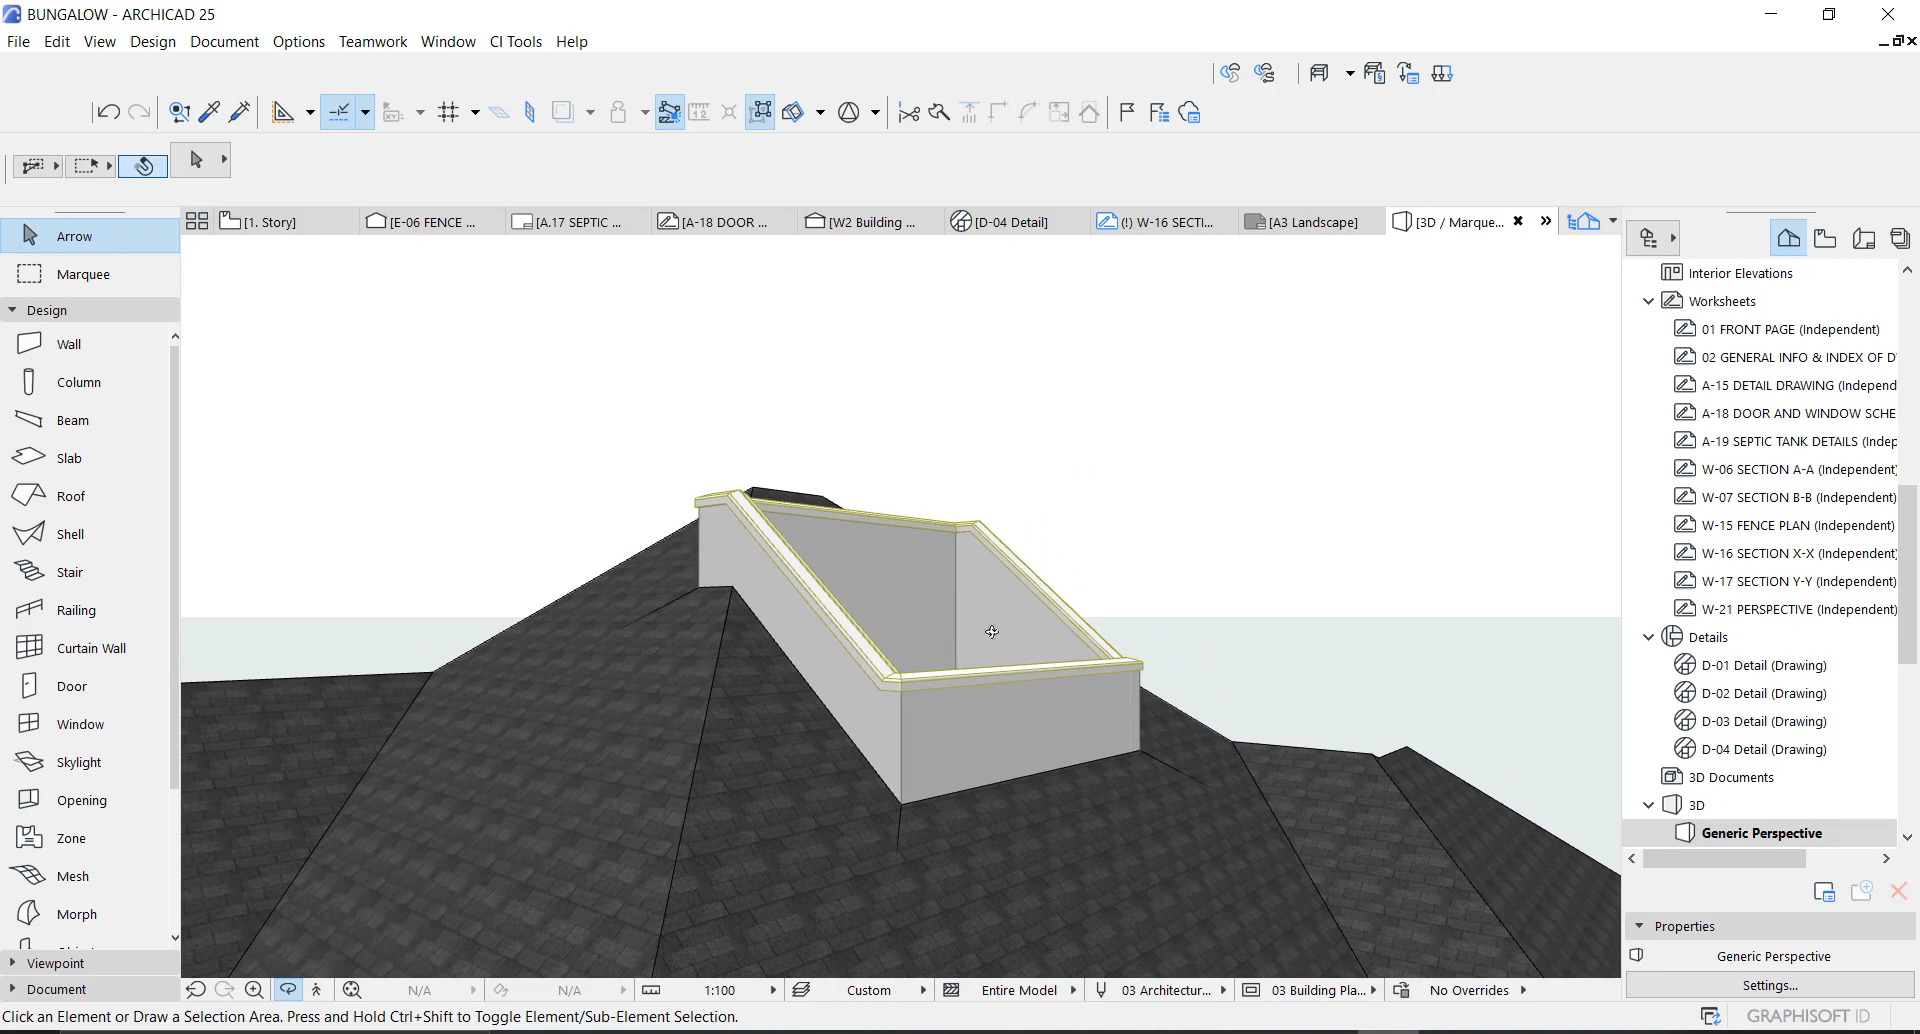 BUNGALOW - ARCHICAD 25
File Edit View Design Document Options Teamwork Window CI Tools Help
[1. Story] [E-06 FENCE ... [A.17 SEPTIC ... [A-18 DOOR ... [W2 Building ... [D-04 Detail] (!) W-16 SECTI... [A3 Landscape] [3D / Marque...
Arrow
Marquee
Design
Wall
Column
Beam
Slab
Roof
Shell
Stair
Railing
Curtain Wall
Door
Window
Skylight
Opening
Zone
Mesh
Morph
Viewpoint
Document
Interior Elevations
Worksheets
01 FRONT PAGE (Independent)
02 GENERAL INFO & INDEX OF D
A-15 DETAIL DRAWING (Independ
A-18 DOOR AND WINDOW SCHE
A-19 SEPTIC TANK DETAILS (Indep
W-06 SECTION A-A (Independent)
W-07 SECTION B-B (Independent)
W-15 FENCE PLAN (Independent)
W-16 SECTION X-X (Independent)
W-17 SECTION Y-Y (Independent)
W-21 PERSPECTIVE (Independent)
Details
D-01 Detail (Drawing)
D-02 Detail (Drawing)
D-03 Detail (Drawing)
D-04 Detail (Drawing)
3D Documents
3D
Generic Perspective
Properties
Generic Perspective
Settings...
N/A N/A 1:100 Custom Entire Model 03 Architectur... 03 Building Pla... No Overrides
Click an Element or Draw a Selection Area. Press and Hold Ctrl+Shift to Toggle Element/Sub-Element Selection.
GRAPHISOFT ID